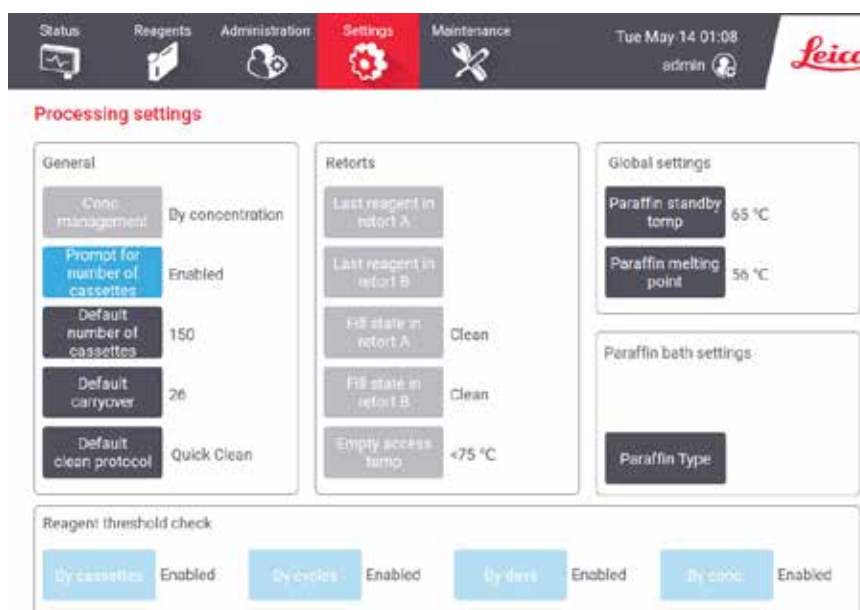 Status Reagents Administration Settings Maintenance
Tue May 14 01:08
admin
Leica
Processing settings
General
Conc management By concentration
Prompt for number of cassettes Enabled
Default number of cassettes 150
Default carryover 26
Default clean protocol Quick Clean
Retorts
Last reagent in retort A
Last reagent in retort B
Fill state in retort A Clean
Fill state in retort B Clean
Empty access temp <75 °C
Global settings
Paraffin standby temp 65 °C
Paraffin melting point 56 °C
Paraffin bath settings
Paraffin Type
Reagent threshold check
By cassettes Enabled By cycles Enabled By days Enabled By conc. Enabled